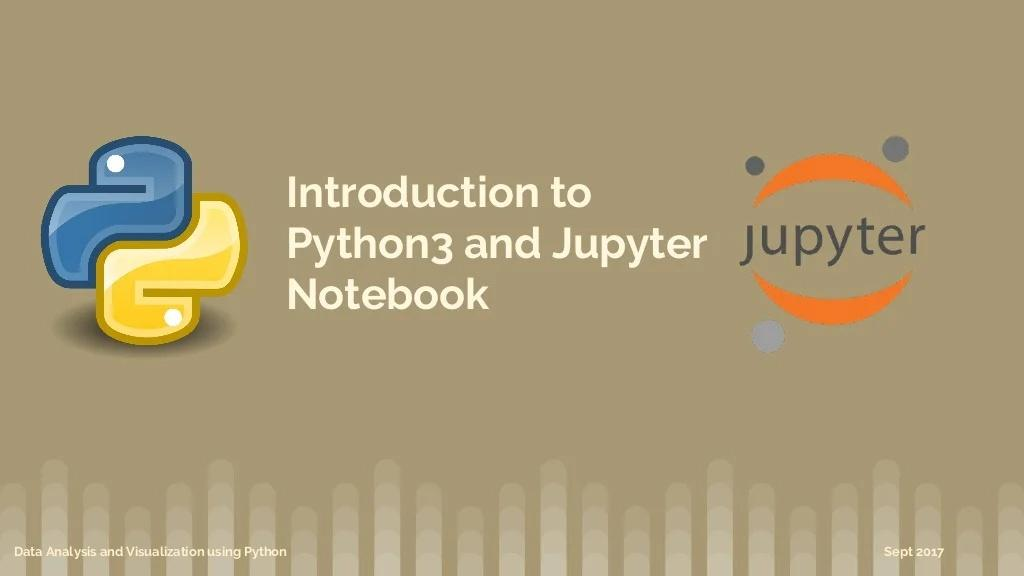 Introduction to
Python3 and Jupyter
Notebook
jupyter
Data Analysis and Visualization using Python
Sept 2017